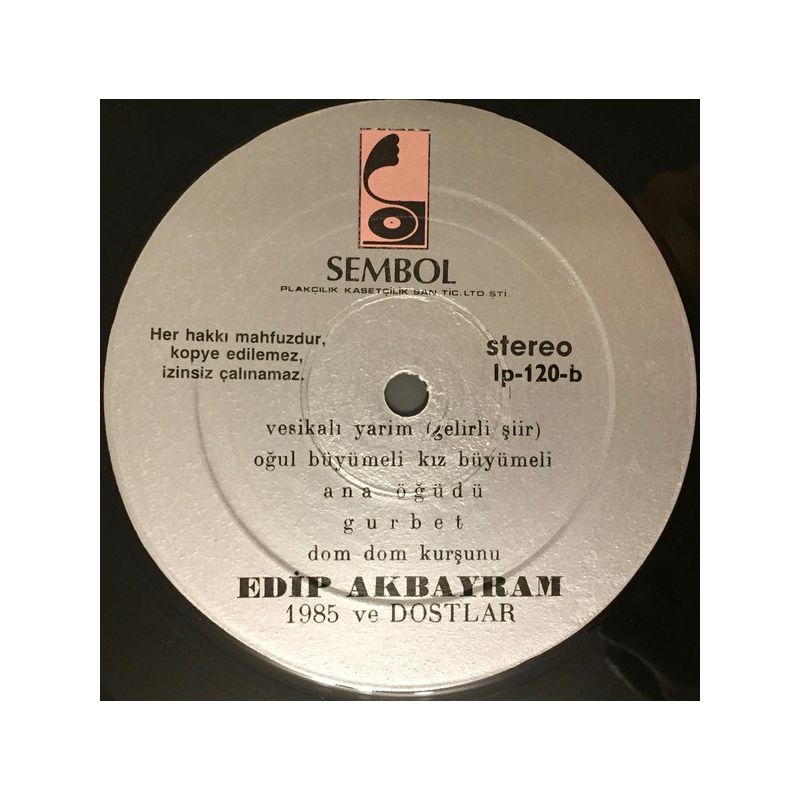 SEMBOL
PLAKÇILIK KASETÇİLİK SAN TİC. LTD. ŞTİ.
Her hakkı mahfuzdur,
kopye edilemez,
izinsiz çalınamaz.
stereo
lp-120-b
vesikalı yarim (gelirli şiir)
oğul büyümeli kız büyümeli
ana öğüdü
gurbet
dom dom kurşunu
EDİP AKBAYRAM
1985 ve DOSTLAR